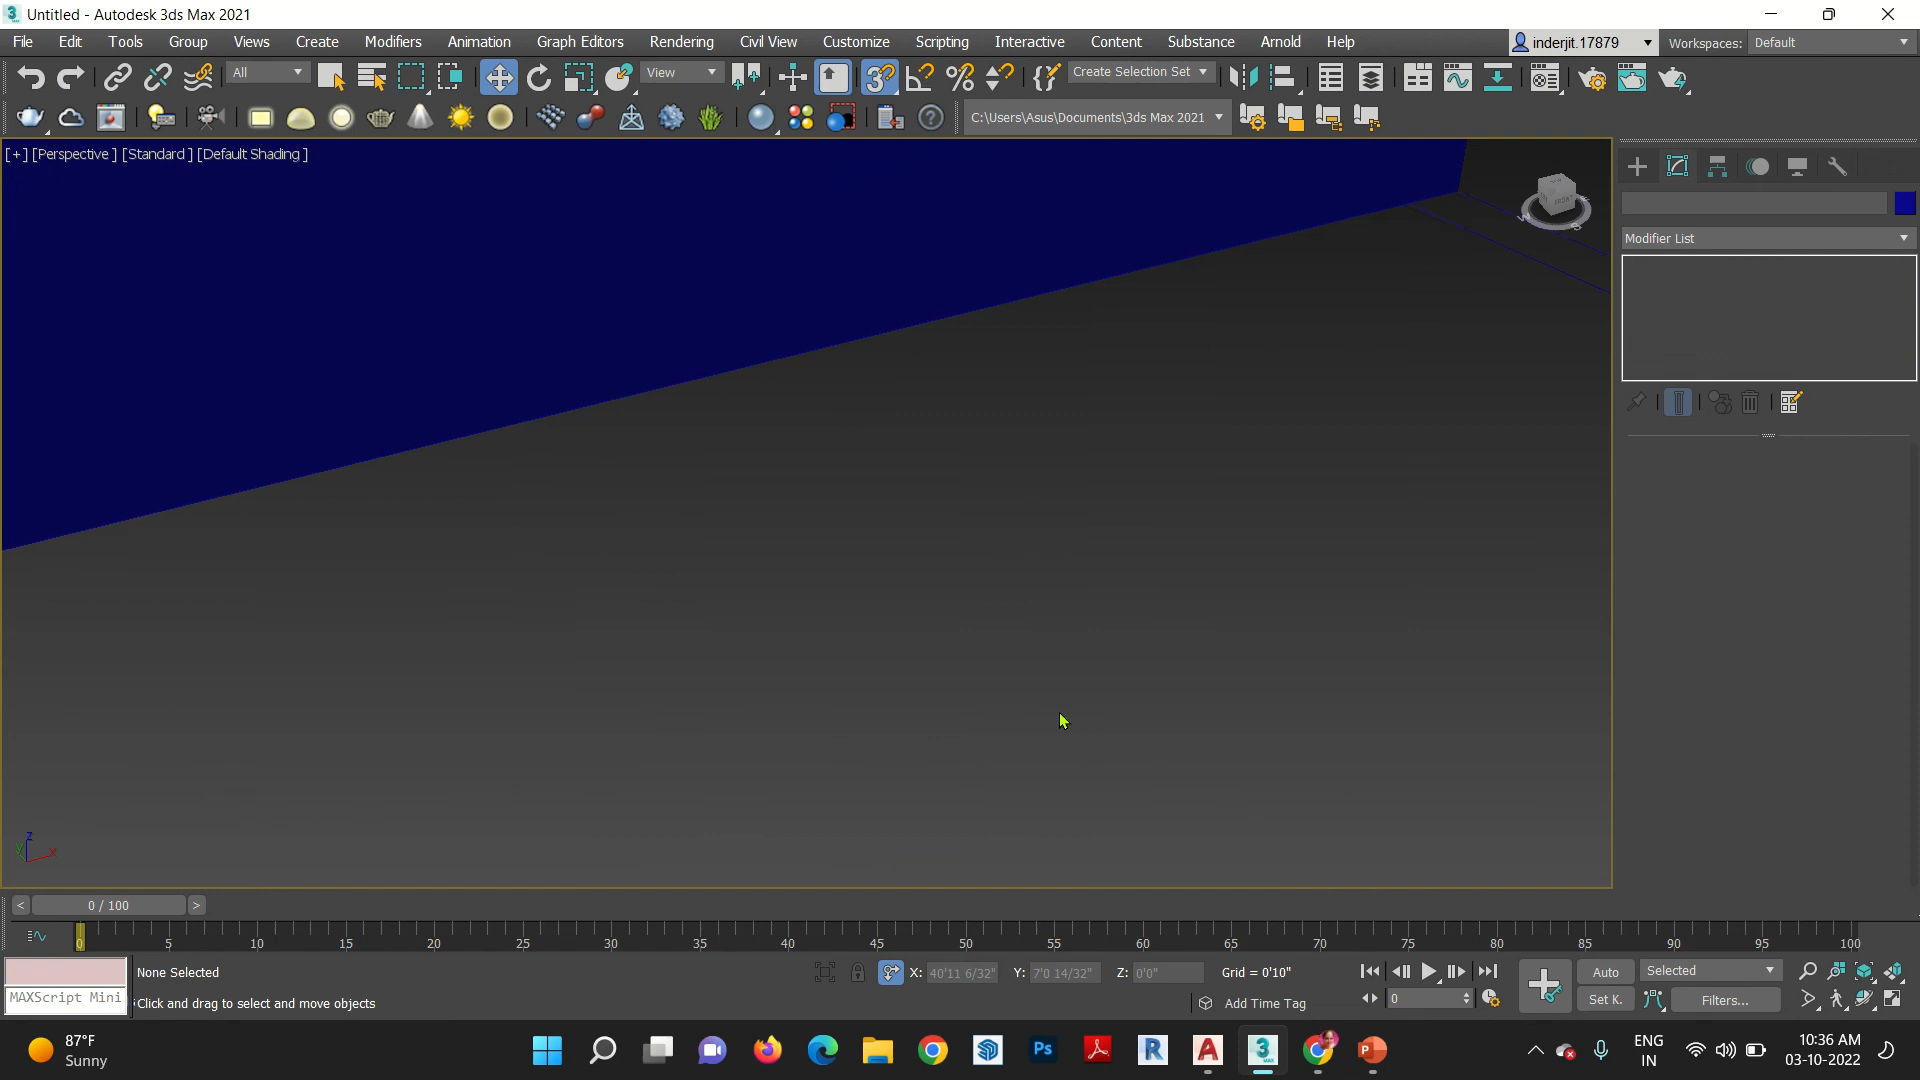 Untitled - Autodesk 3ds Max 2021
File Edit Tools Group Views Create Modifiers Animation Graph Editors Rendering Civil View Customize Scripting Interactive Content Substance Arnold Help
inderjit.17879 Workspaces: Default
All View Create Selection Set
C:\Users\Asus\Documents\3ds Max 2021
[+] [Perspective ] [Standard ] [Default Shading ]
Modifier List
0 / 100
0 5 10 15 20 25 30 35 40 45 50 55 60 65 70 75 80 85 90 95 100
None Selected X: 40'11 6/32" Y: 7'0 14/32" Z: 0'0" Grid = 0'10" Auto Selected
MAXScript Mini Click and drag to select and move objects Add Time Tag 0 Set K. Filters...
87°F
Sunny
ENG
IN
10:36 AM
03-10-2022